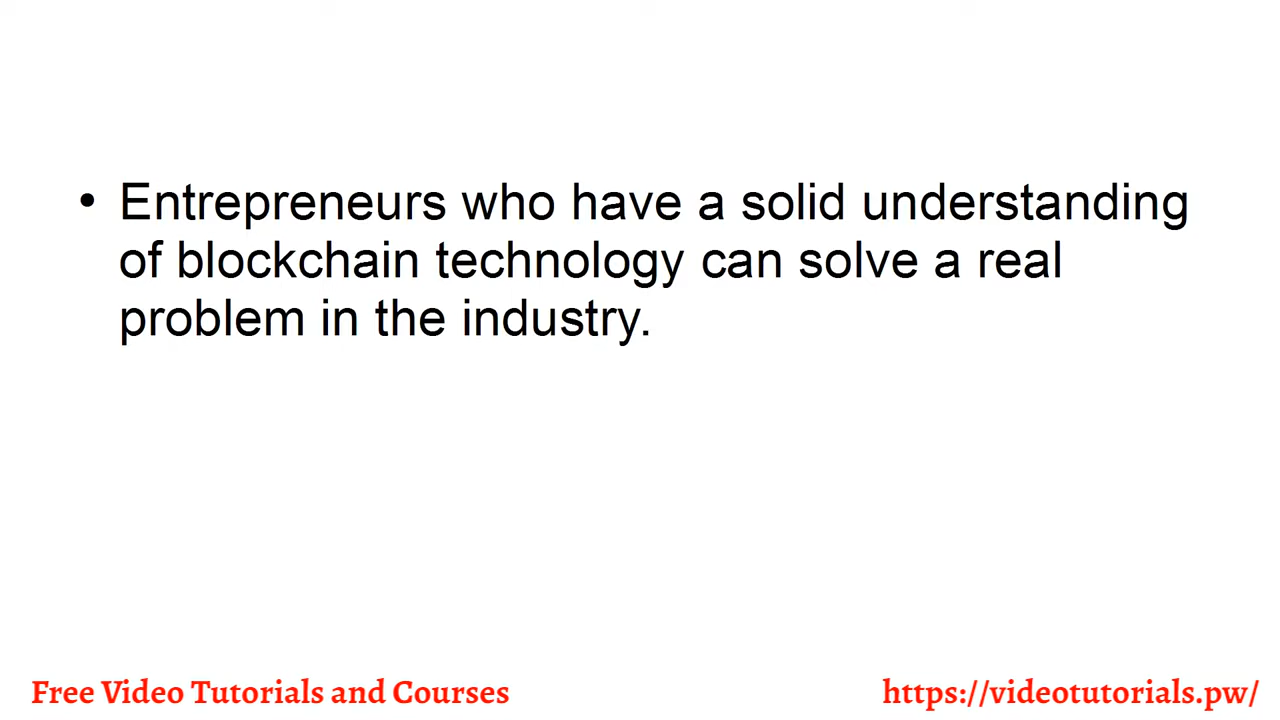 • Entrepreneurs who have a solid understanding
of blockchain technology can solve a real
problem in the industry.
Free Video Tutorials and Courses
https://videotutorials.pw/